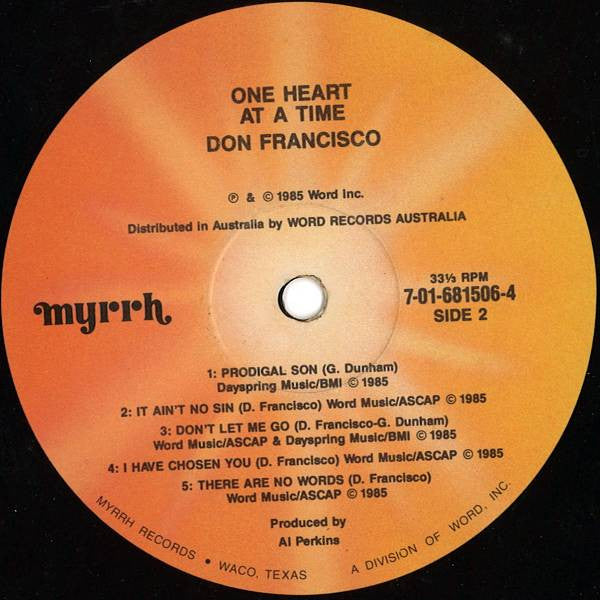 ONE HEART
AT A TIME
DON FRANCISCO
℗ & © 1985 Word Inc.
Distributed in Australia by WORD RECORDS AUSTRALIA
myrrh
33⅓ RPM
7-01-681506-4
SIDE 2
1: PRODIGAL SON (G. Dunham)
Dayspring Music/BMI © 1985
2: IT AIN'T NO SIN (D. Francisco) Word Music/ASCAP © 1985
3: DON'T LET ME GO (D. Francisco-G. Dunham)
Word Music/ASCAP & Dayspring Music/BMI © 1985
4: I HAVE CHOSEN YOU (D. Francisco) Word Music/ASCAP © 1985
5: THERE ARE NO WORDS (D. Francisco)
Word Music/ASCAP © 1985
Produced by
Al Perkins
MYRRH RECORDS • WACO, TEXAS A DIVISION OF WORD, INC.